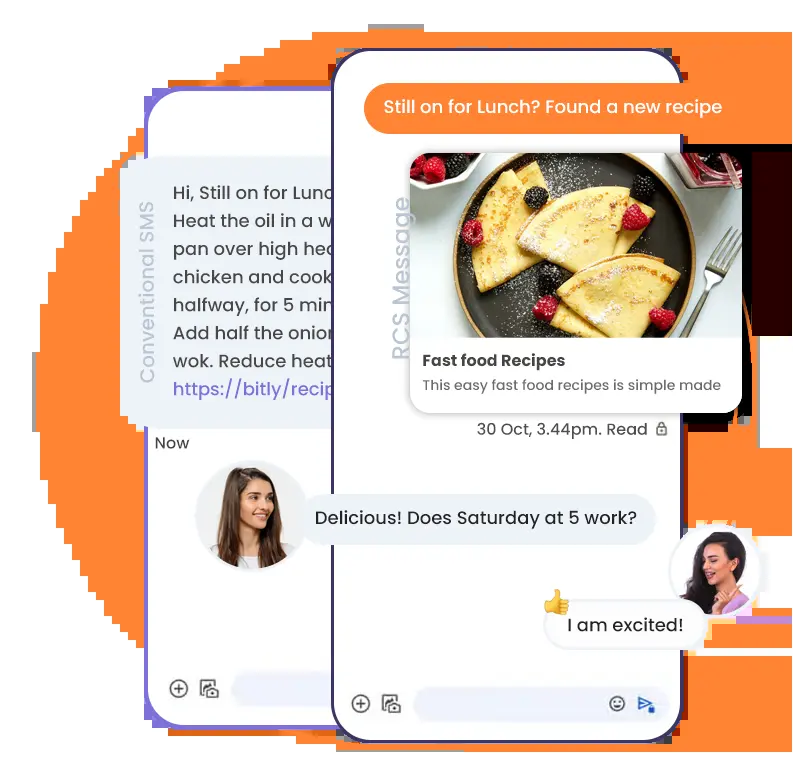 Still on for Lunch? Found a new recipe
Conventional SMS
Hi, Still on for Lunc
Heat the oil in a w
pan over high hea
chicken and cook
halfway, for 5 min
Add half the onion
wok. Reduce heat
https://bitly/recip
Now
RCS Message
Fast food Recipes
This easy fast food recipes is simple made
30 Oct, 3.44pm. Read
Delicious! Does Saturday at 5 work?
I am excited!